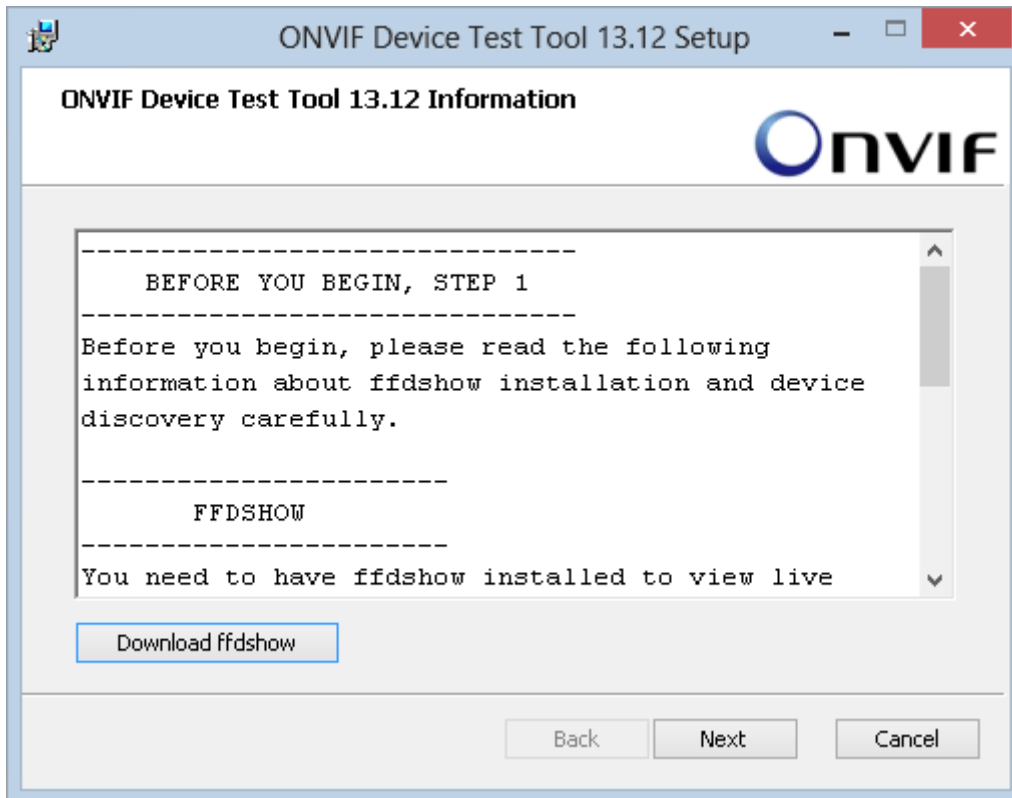 ONVIF Device Test Tool 13.12 Setup
ONVIF Device Test Tool 13.12 Information
Onvif
-------------------------------
BEFORE YOU BEGIN, STEP 1
-------------------------------
Before you begin, please read the following
information about ffdshow installation and device
discovery carefully.
-----------------------
FFDSHOW
-----------------------
You need to have ffdshow installed to view live
Download ffdshow
Back
Next
Cancel